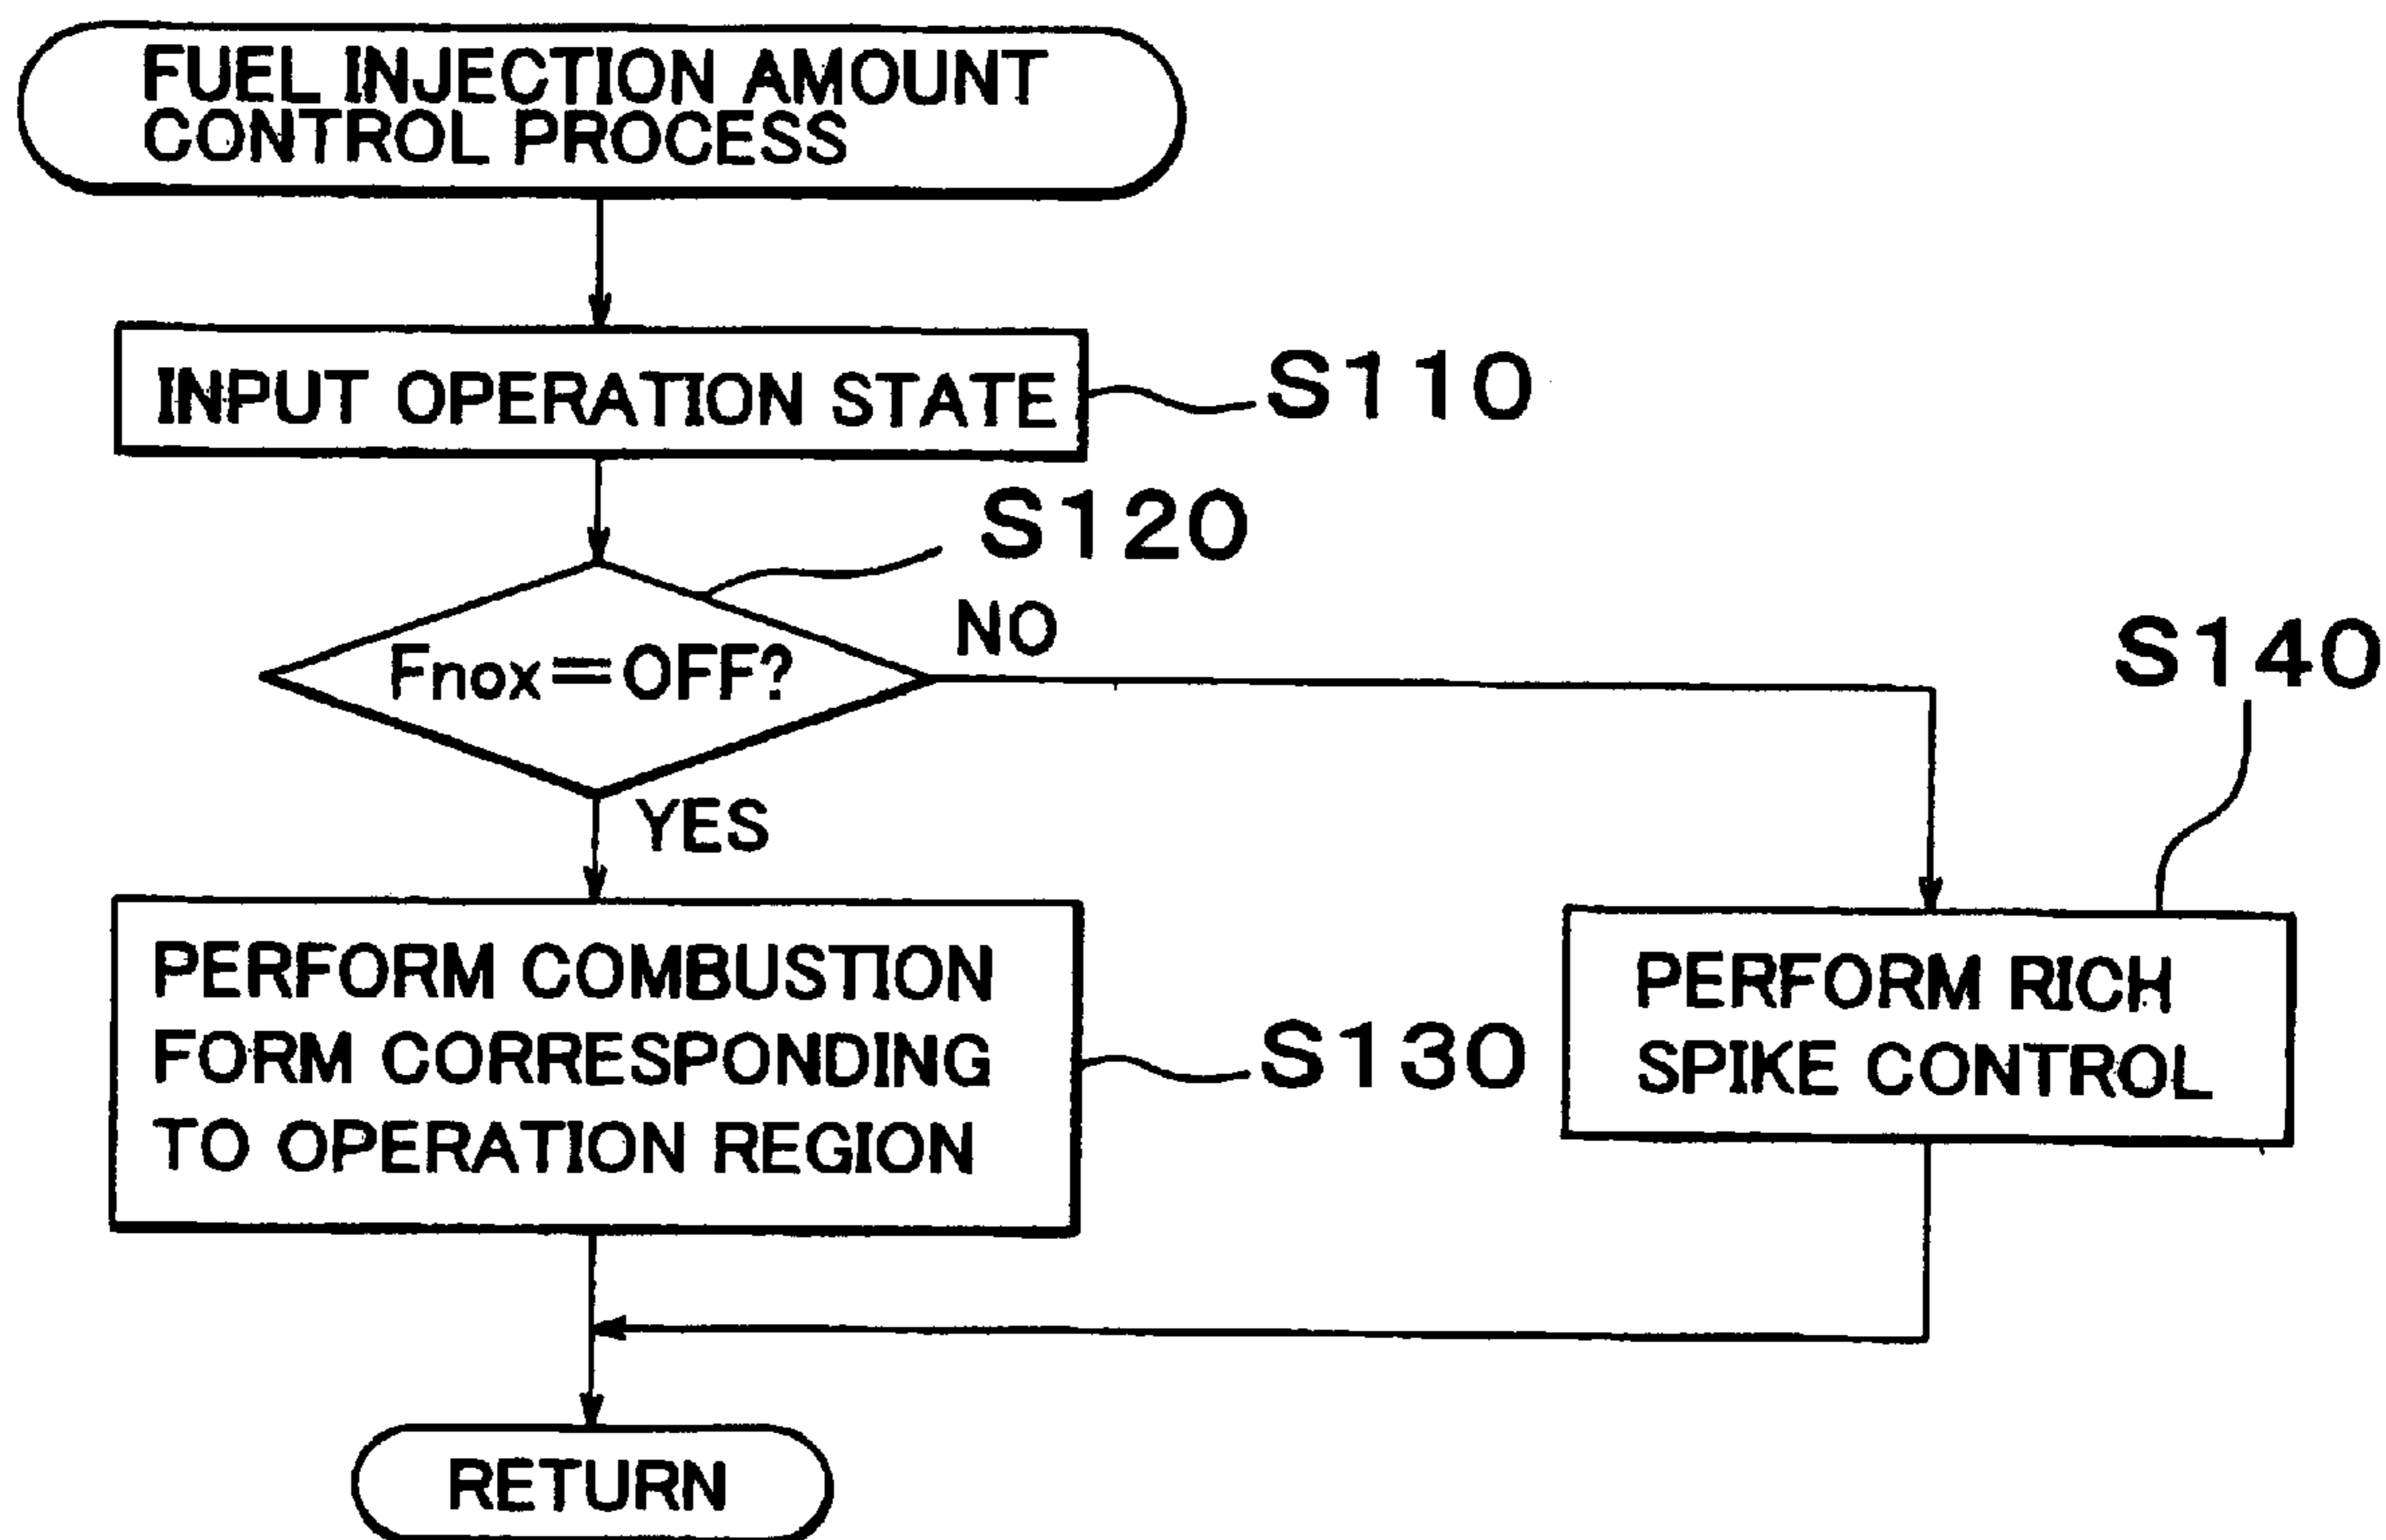 FUEL INJECTION AMOUNT
CONTROL PROCESS
INPUT OPERATION STATE
S110
S120
Fnox=OFF?
NO
YES
S140
PERFORM COMBUSTION
FORM CORRESPONDING
TO OPERATION REGION
S130
PERFORM RICH
SPIKE CONTROL
RETURN